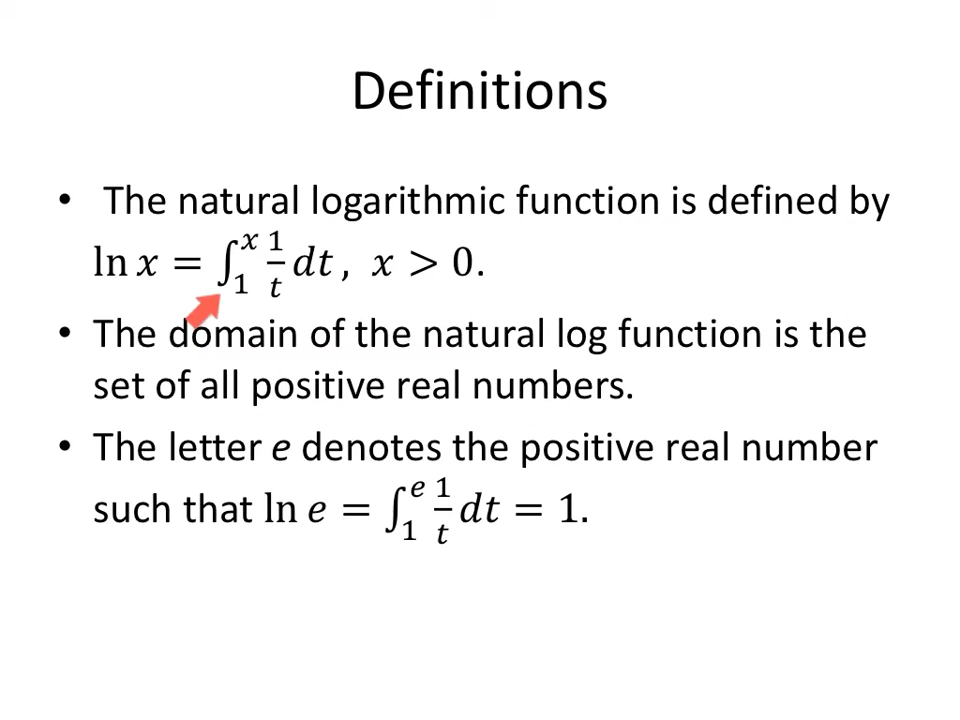 Definitions
• The natural logarithmic function is defined by
ln x = ∫₁ˣ 1/t dt, x > 0.
• The domain of the natural log function is the
set of all positive real numbers.
• The letter e denotes the positive real number
such that ln e = ∫₁ᵉ 1/t dt = 1.